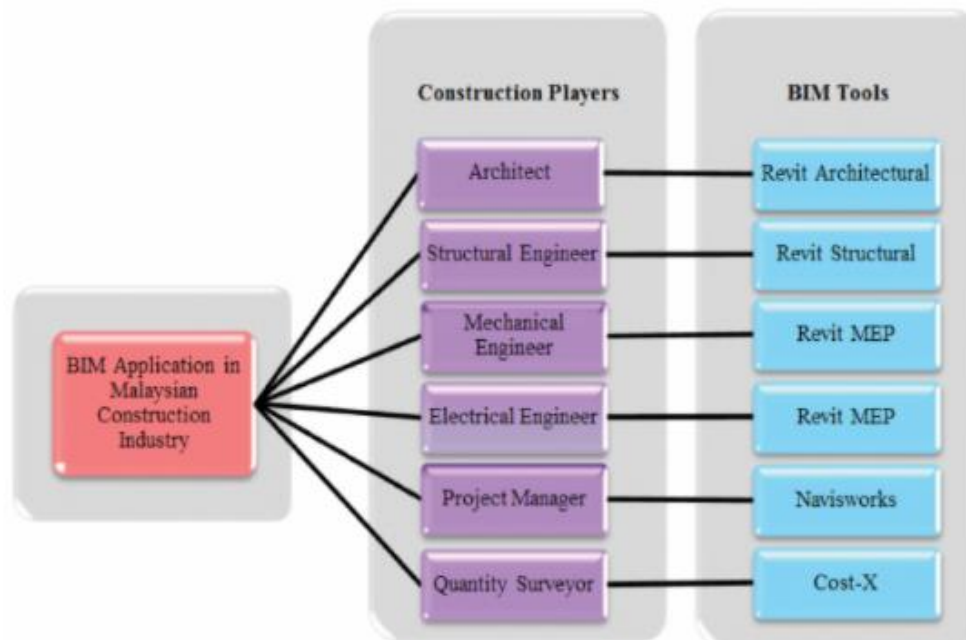 Construction Players
BIM Tools
Architect
Revit Architectural
Structural Engineer
Revit Structural
Mechanical
Engineer
Revit MEP
BIM Application in
Malaysian
Construction
Industry
Electrical Engineer
Revit MEP
Project Manager
Navisworks
Quantity Surveyor
Cost-X